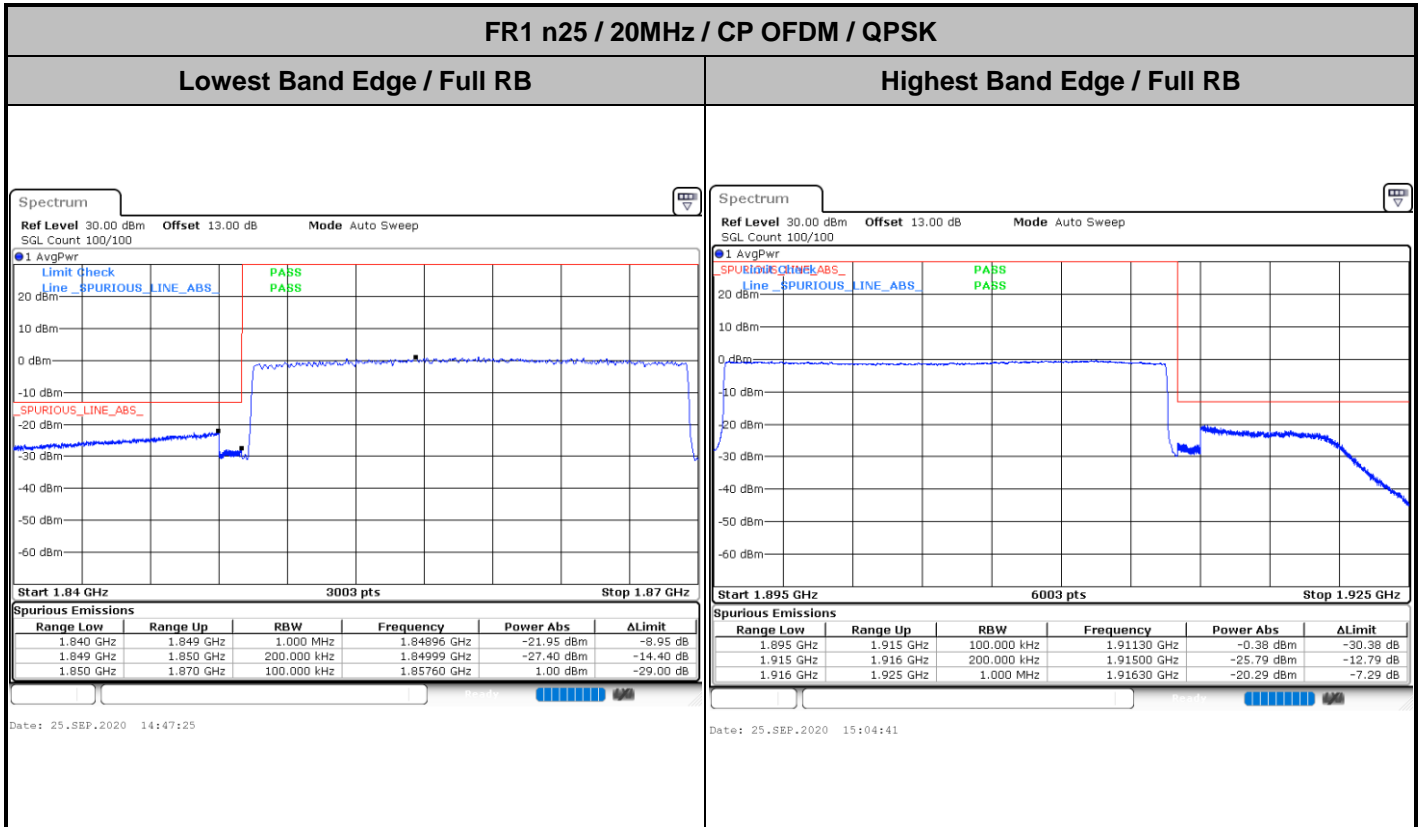 FR1 n25 / 20MHz / CP OFDM / QPSK
Lowest Band Edge / Full RB
Spectrum
Ref Level 30.00 dBm Offset 13.00 dB Mode Auto Sweep
SGL Count 100/100
1 AvgPwr
Limit Check PASS
Line _SPURIOUS_LINE_ABS_ PASS
20 dBm
10 dBm
0 dBm
-10 dBm
_SPURIOUS_LINE_ABS_
-20 dBm
-30 dBm
-40 dBm
-50 dBm
-60 dBm
Start 1.84 GHz 3003 pts Stop 1.87 GHz
Spurious Emissions
Range Low Range Up RBW Frequency Power Abs ΔLimit
1.840 GHz 1.849 GHz 1.000 MHz 1.84896 GHz -21.95 dBm -8.95 dB
1.849 GHz 1.850 GHz 200.000 kHz 1.84999 GHz -27.40 dBm -14.40 dB
1.850 GHz 1.870 GHz 100.000 kHz 1.85760 GHz 1.00 dBm -29.00 dB
Ready
Date: 25.SEP.2020 14:47:25
Highest Band Edge / Full RB
Spectrum
Ref Level 30.00 dBm Offset 13.00 dB Mode Auto Sweep
SGL Count 100/100
1 AvgPwr
_SPURIOUS_LINE_ABS_
Limit Check PASS
Line _SPURIOUS_LINE_ABS_ PASS
20 dBm
10 dBm
0 dBm
-10 dBm
-20 dBm
-30 dBm
-40 dBm
-50 dBm
-60 dBm
Start 1.895 GHz 6003 pts Stop 1.925 GHz
Spurious Emissions
Range Low Range Up RBW Frequency Power Abs ΔLimit
1.895 GHz 1.915 GHz 100.000 kHz 1.91130 GHz -0.38 dBm -30.38 dB
1.915 GHz 1.916 GHz 200.000 kHz 1.91500 GHz -25.79 dBm -12.79 dB
1.916 GHz 1.925 GHz 1.000 MHz 1.91630 GHz -20.29 dBm -7.29 dB
Ready
Date: 25.SEP.2020 15:04:41